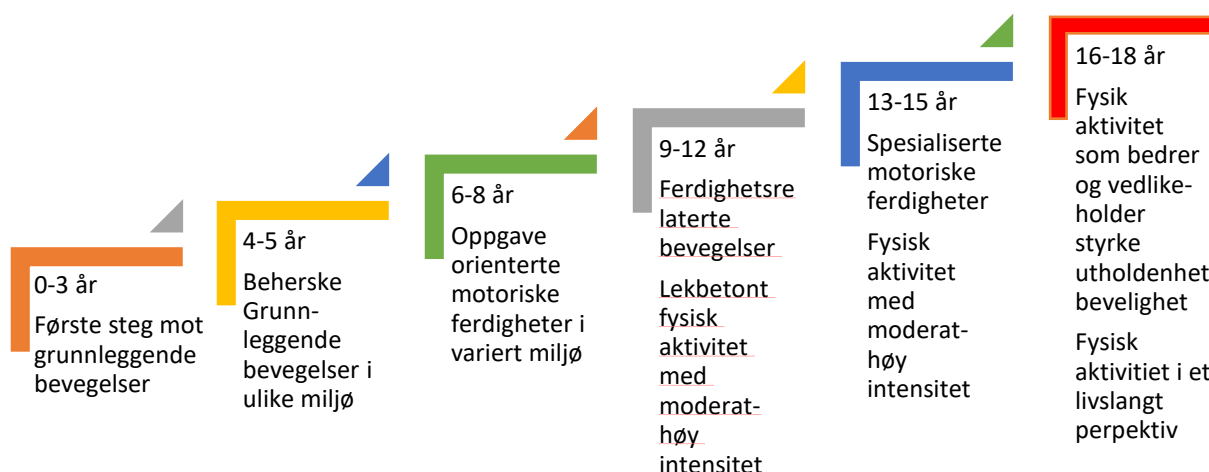 0-3 år
Første steg mot
grunnleggende
bevegelser
4-5 år
Beherske
Grunn-
leggende
bevegelser i
ulike miljø
6-8 år
Oppgave
orienterte
motoriske
ferdigheter i
variert miljø
9-12 år
Ferdighetsre
laterte
bevegelser
Lekbetont
fysisk
aktivitet
med
moderat-
høy
intensitet
13-15 år
Spesialiserte
motoriske
ferdigheter
Fysisk
aktivitet
med
moderat-
høy
intensitet
16-18 år
Fysik
aktivitet
som bedrer
og vedlike-
holder
styrke
utholdenhet
bevelighet
Fysisk
aktivitiet i et
livslangt
perpektiv